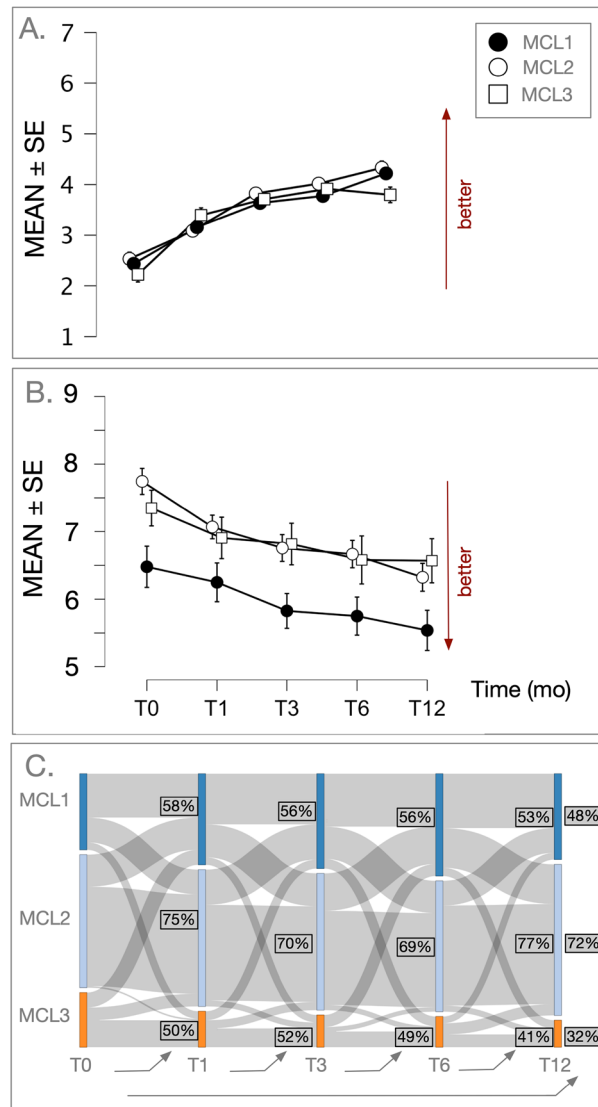 A.
7
6
5
4
3
2
1
MEAN ± SE
MCL1
MCL2
MCL3
better
B.
9
8
7
6
5
MEAN ± SE
better
Time (mo)
T0 T1 T3 T6 T12
C.
MCL1
58% 56% 56% 53% 48%
MCL2
75% 70% 69% 77% 72%
MCL3
50% 52% 49% 41% 32%
T0 T1 T3 T6 T12